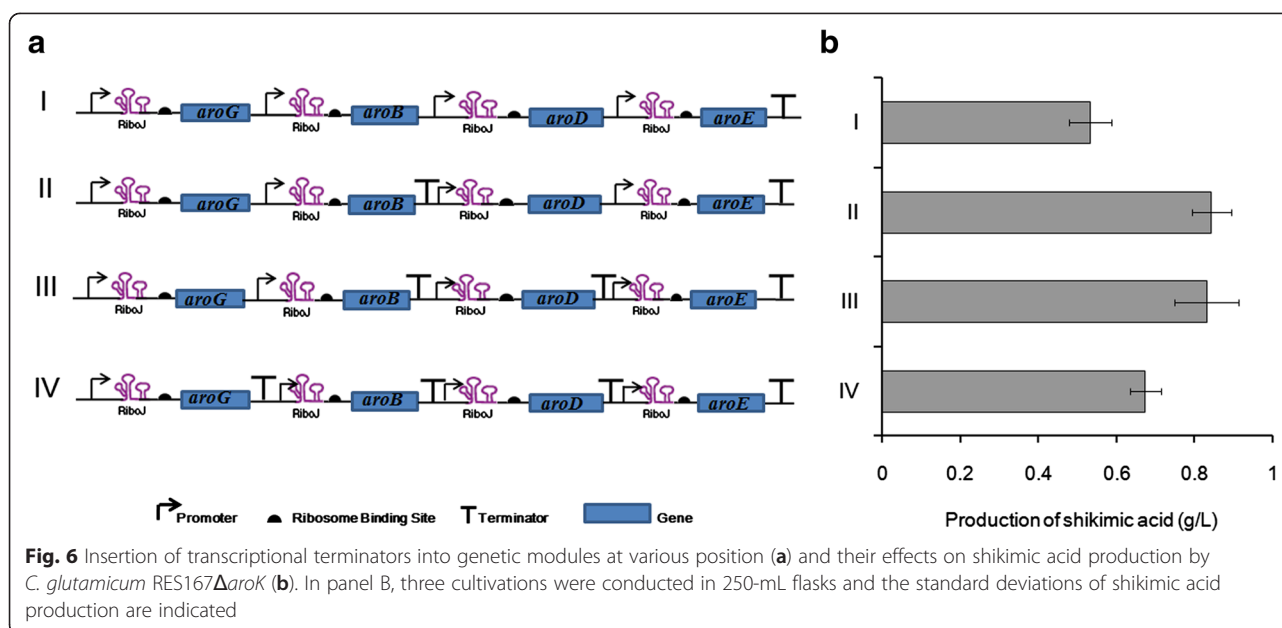 a
b
I
aroG
aroB
aroD
aroE
RiboJ
RiboJ
RiboJ
RiboJ
II
aroG
aroB
aroD
aroE
RiboJ
RiboJ
RiboJ
RiboJ
III
aroG
aroB
aroD
aroE
RiboJ
RiboJ
RiboJ
RiboJ
IV
aroG
aroB
aroD
aroE
RiboJ
RiboJ
RiboJ
RiboJ
Promoter
Ribosome Binding Site
Terminator
Gene
I
II
III
IV
0 0.2 0.4 0.6 0.8 1
Production of shikimic acid (g/L)
Fig. 6 Insertion of transcriptional terminators into genetic modules at various position (a) and their effects on shikimic acid production by
C. glutamicum RES167ΔaroK (b). In panel B, three cultivations were conducted in 250-mL flasks and the standard deviations of shikimic acid
production are indicated